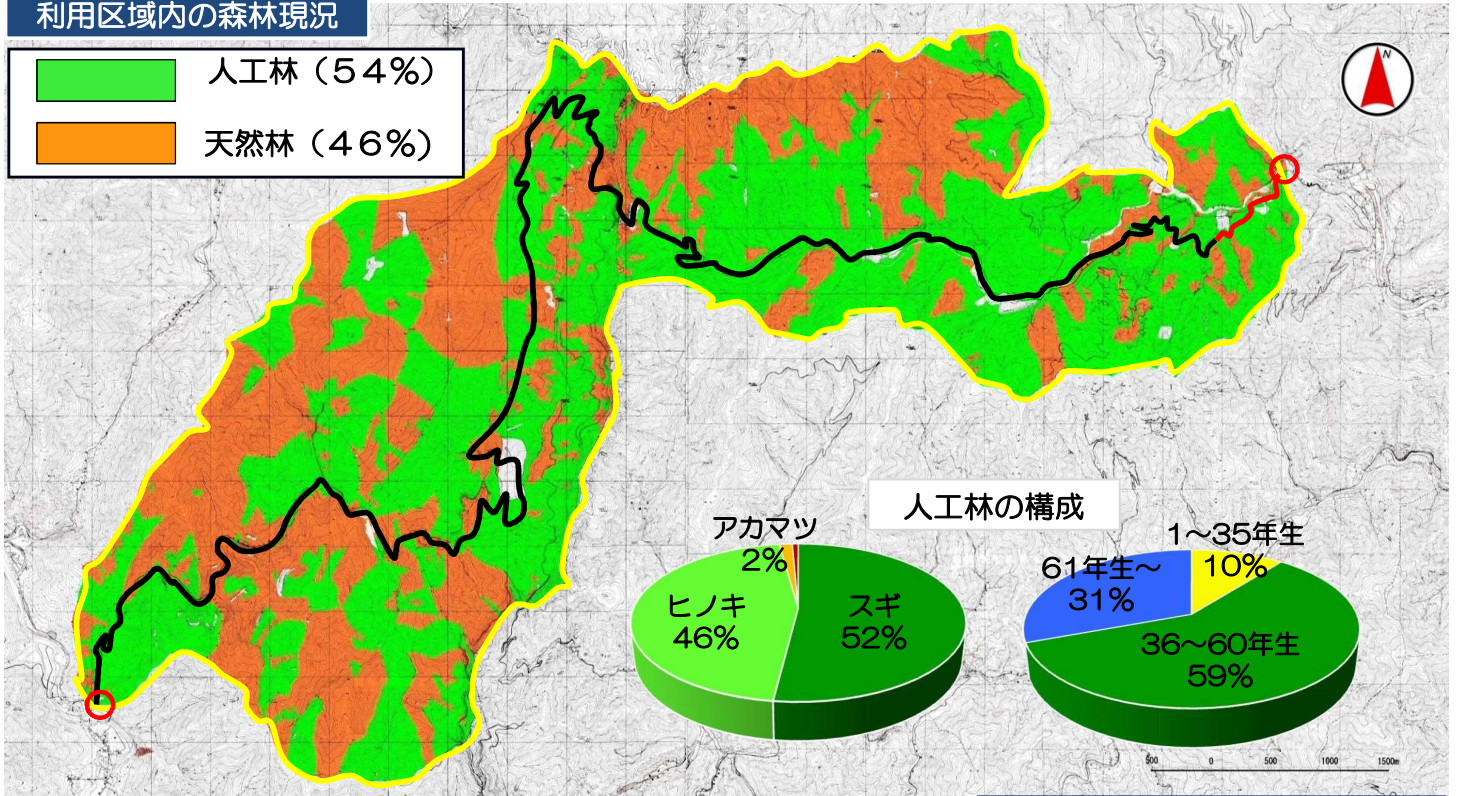 利用区域内の森林現況
人工林（５４％）
天然林（４６％）
N
人工林の構成
アカマツ
2%
ヒノキ
46%
スギ
52%
1～35年生
10%
61年生～
31%
36～60年生
59%
500 0 500 1000 1500m